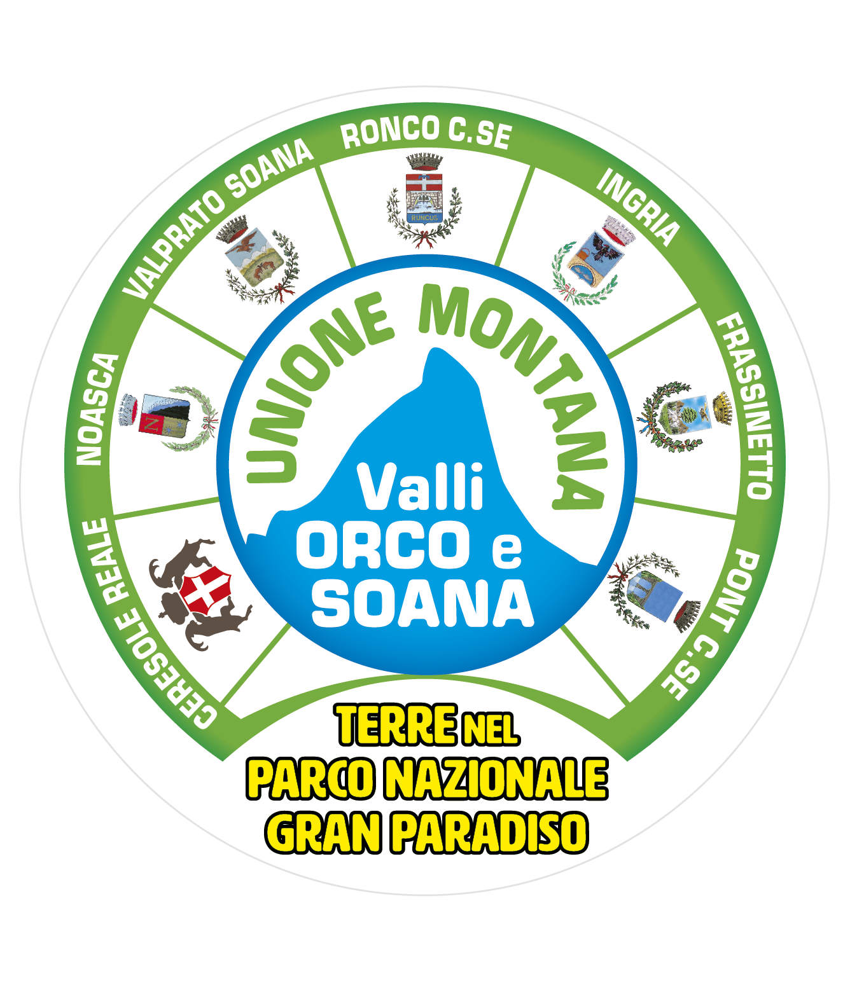 CERESOLE REALE
NOASCA
VALPRATO SOANA
RONCO C.SE
INGRIA
FRASSINETTO
PONT C.SE
RUNCUS
N
UNIONE MONTANA
Valli
ORCO e
SOANA
TERRE NEL
PARCO NAZIONALE
GRAN PARADISO